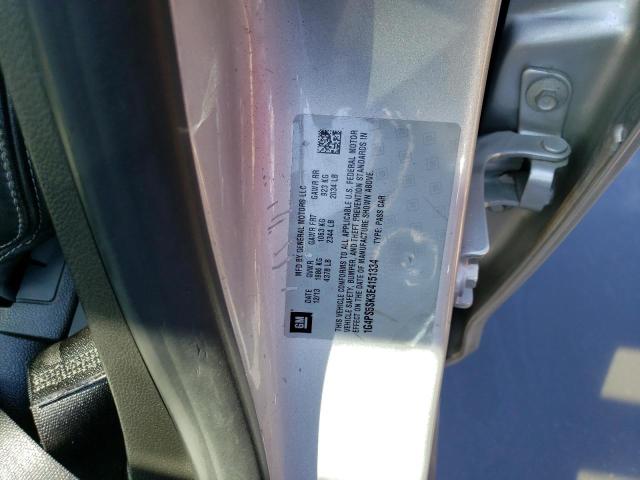 MFD BY GENERAL MOTORS LLC
DATE GVWR GAWR FRT GAWR RR
12/13 1986 KG 1063 KG 923 KG
4378 LB 2344 LB 2034 LB
GM
THIS VEHICLE CONFORMS TO ALL APPLICABLE U.S. FEDERAL MOTOR
VEHICLE SAFETY, BUMPER, AND THEFT PREVENTION STANDARDS IN
EFFECT ON THE DATE OF MANUFACTURE SHOWN ABOVE.
1G4PS5SK3E4151334 TYPE: PASS CAR